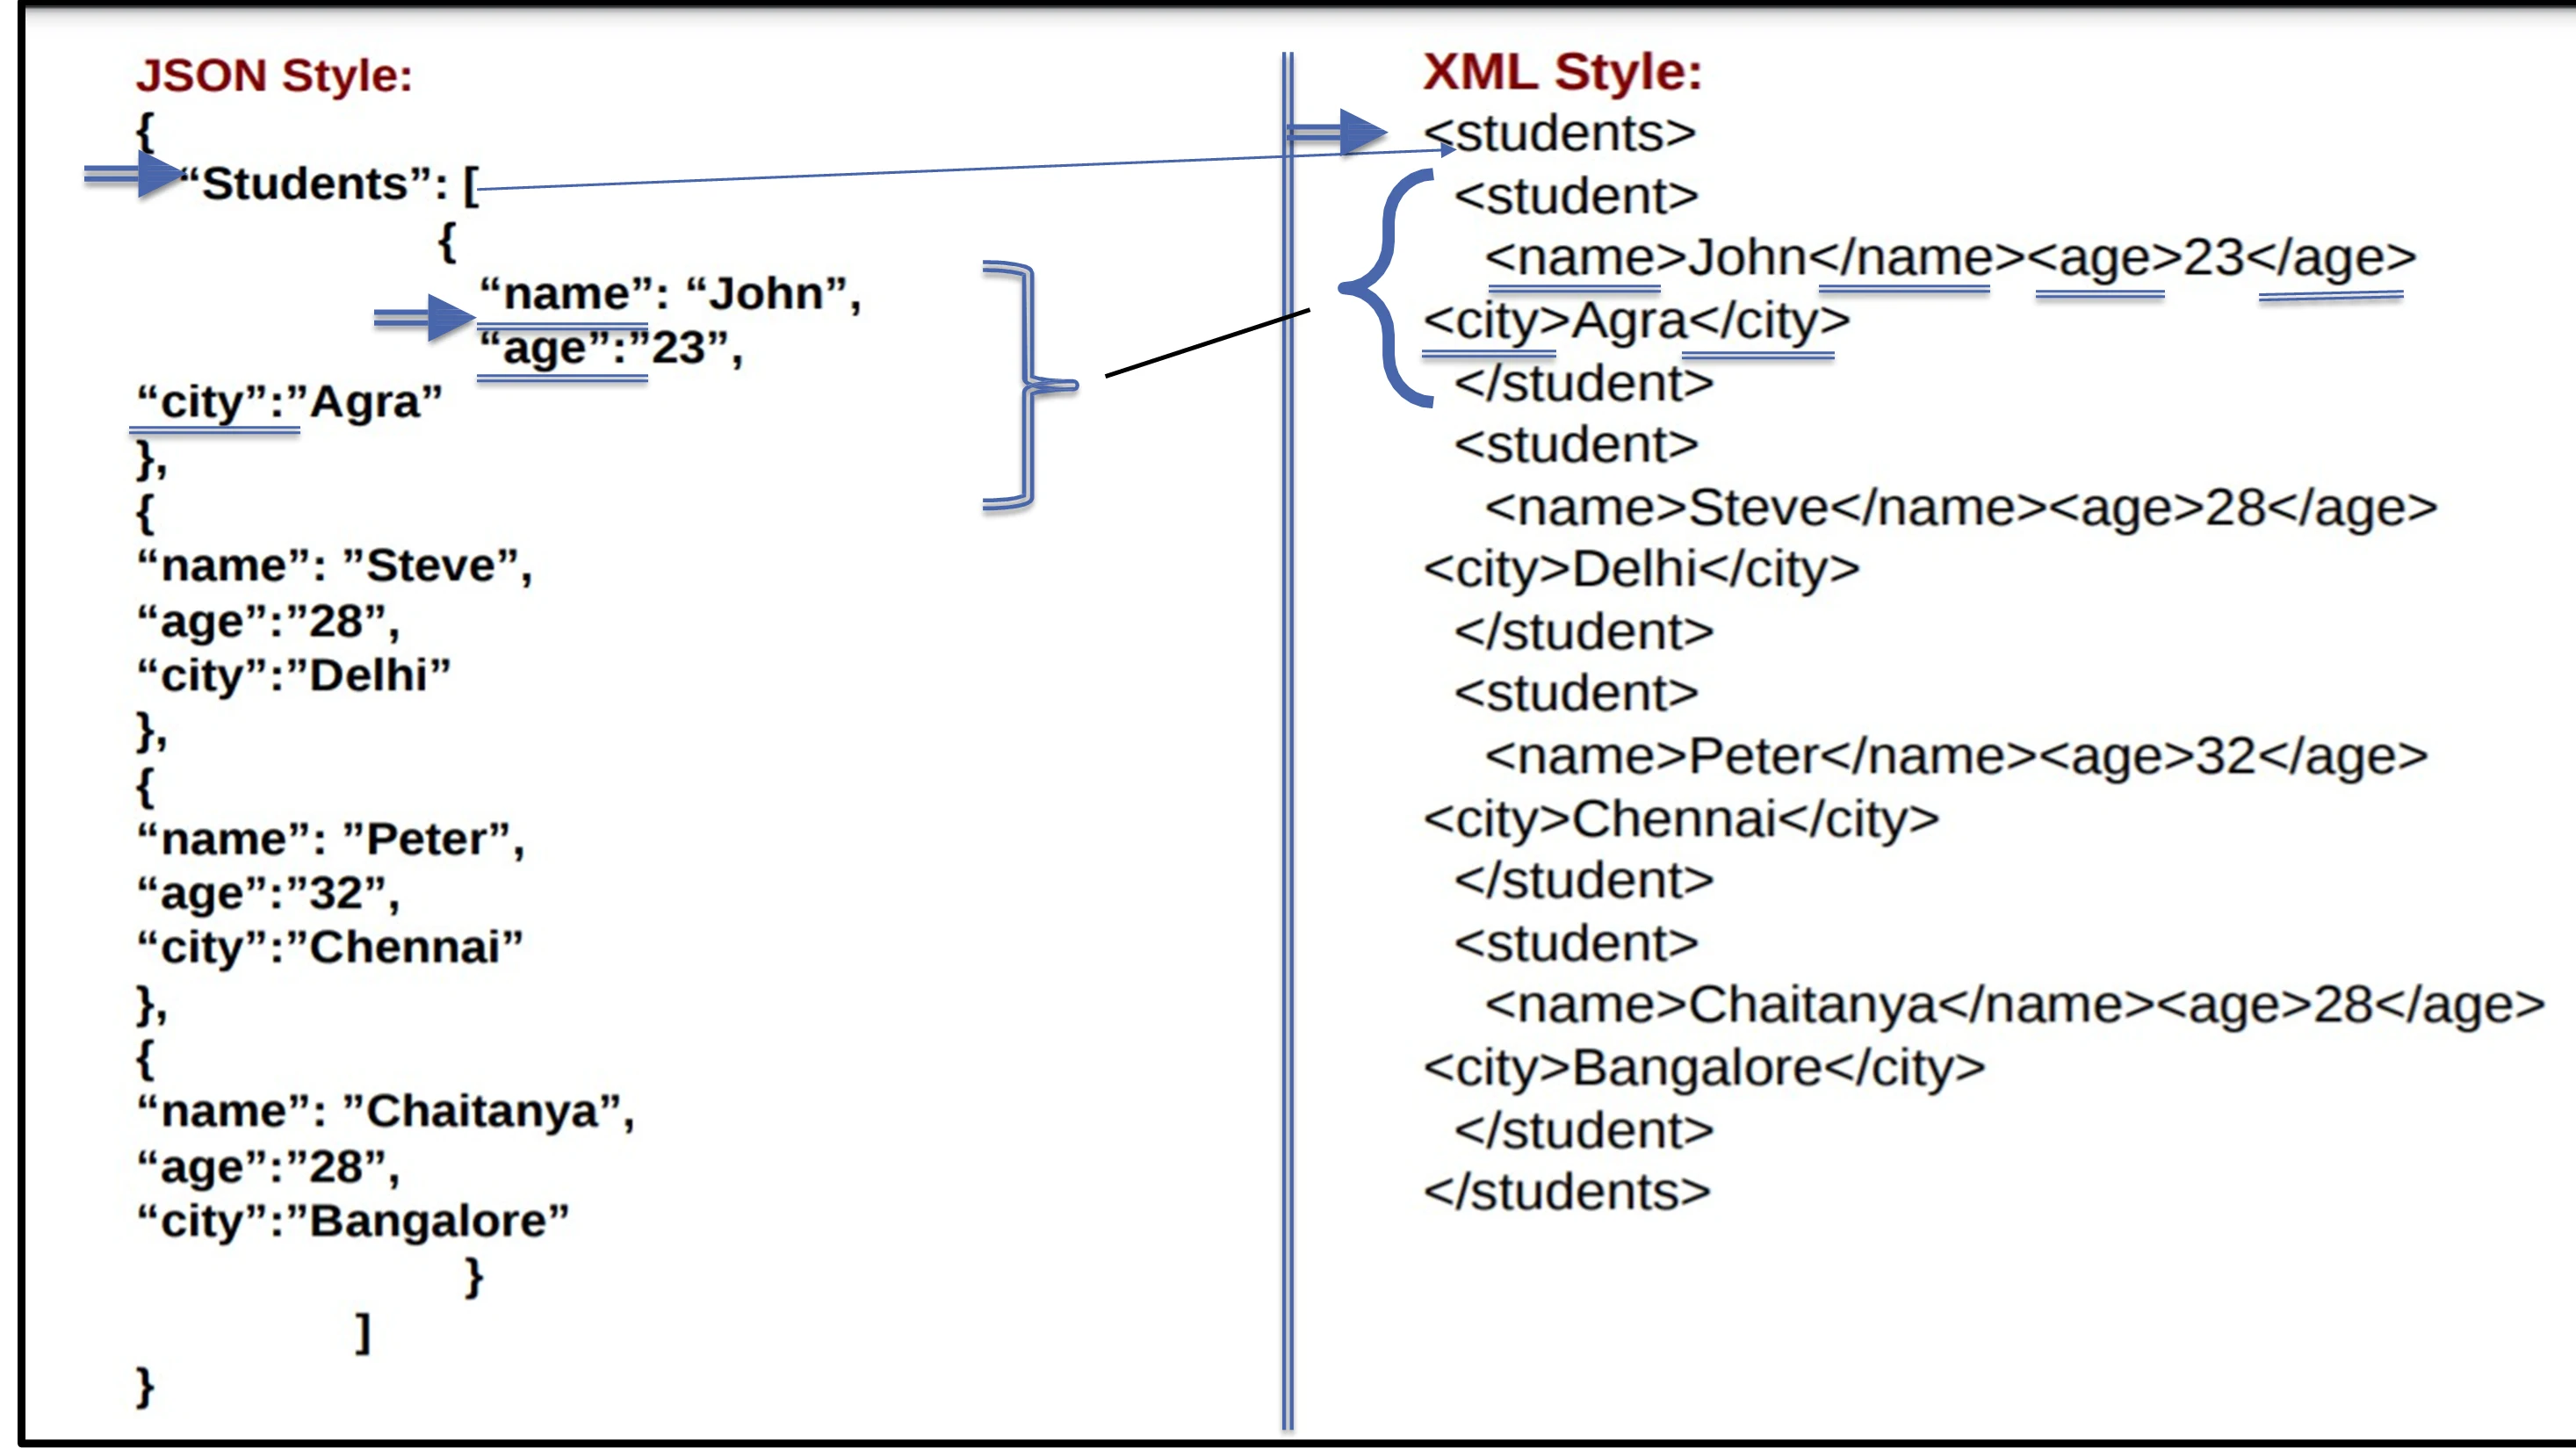 JSON Style:
{
“Students”: [
{
“name”: “John”,
“age”:”23”,
“city”:”Agra”
},
{
“name”: ”Steve”,
“age”:”28”,
“city”:”Delhi”
},
{
“name”: ”Peter”,
“age”:”32”,
“city”:”Chennai”
},
{
“name”: ”Chaitanya”,
“age”:”28”,
“city”:”Bangalore”
}
]
}
XML Style:
<students>
<student>
<name>John</name><age>23</age>
<city>Agra</city>
</student>
<student>
<name>Steve</name><age>28</age>
<city>Delhi</city>
</student>
<student>
<name>Peter</name><age>32</age>
<city>Chennai</city>
</student>
<student>
<name>Chaitanya</name><age>28</age>
<city>Bangalore</city>
</student>
</students>